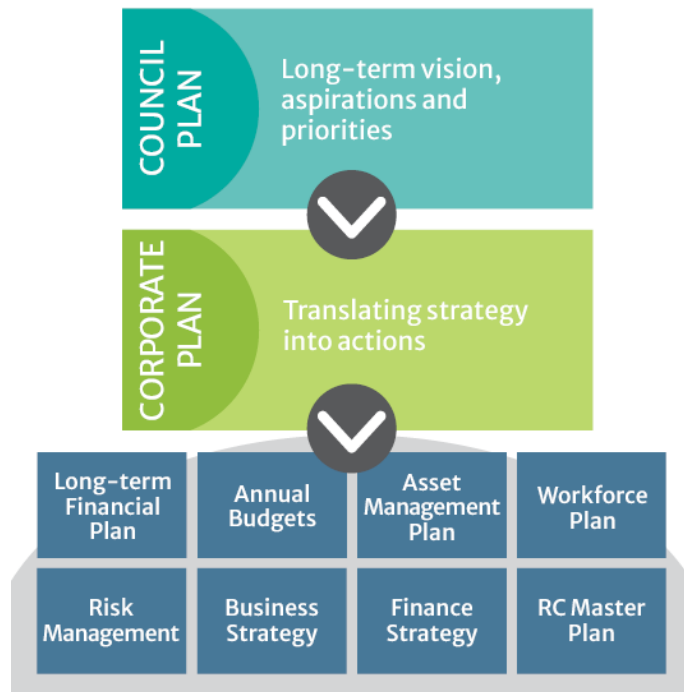 COUNCIL
PLAN
Long-term vision,
aspirations and
priorities
CORPORATE
PLAN
Translating strategy
into actions
Long-term
Financial
Plan
Annual
Budgets
Asset
Management
Plan
Workforce
Plan
Risk
Management
Business
Strategy
Finance
Strategy
RC Master
Plan